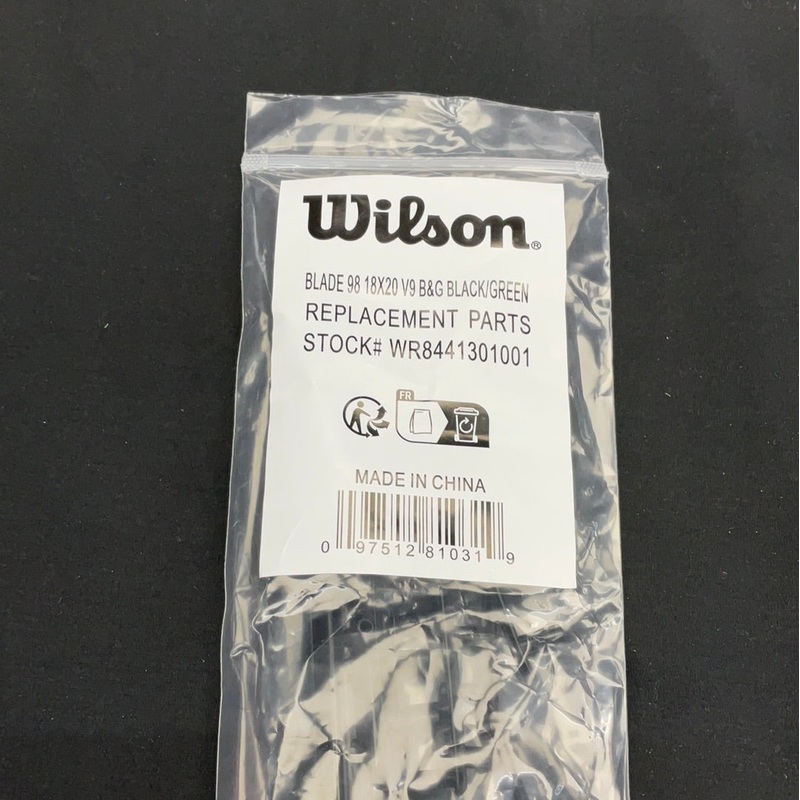 Wilson®
BLADE 98 18X20 V9 B&G BLACK/GREEN
REPLACEMENT PARTS
STOCK# WR8441301001
FR
MADE IN CHINA
0 97512 81031 9